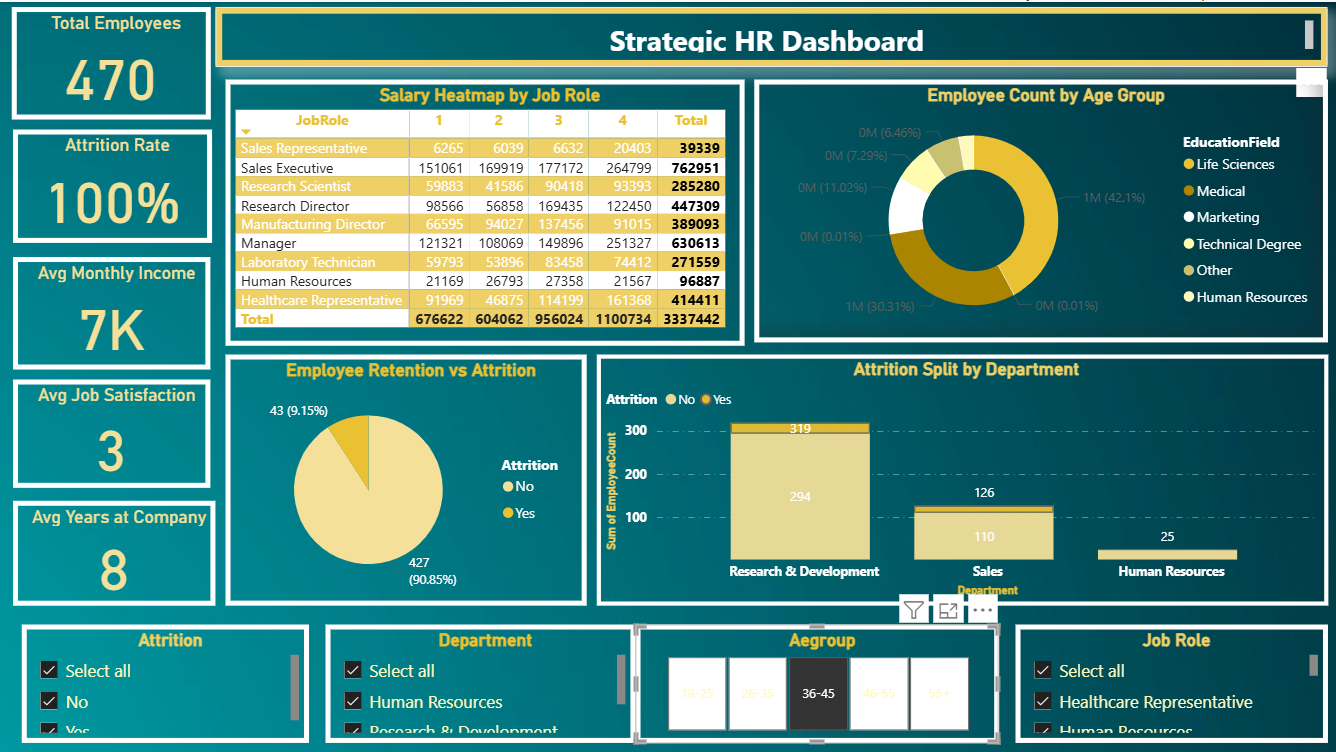 Total Employees
470
Strategic HR Dashboard
Attrition Rate
100%
Avg Monthly Income
7K
Avg Job Satisfaction
3
Avg Years at Company
8
Salary Heatmap by Job Role
JobRole 1 2 3 4 Total
Sales Representative 6265 6039 6632 20403 39339
Sales Executive 151061 169919 177172 264799 762951
Research Scientist 59883 41586 90418 93393 285280
Research Director 98566 56858 169435 122450 447309
Manufacturing Director 66595 94027 137456 91015 389093
Manager 121321 108069 149896 251327 630613
Laboratory Technician 59793 53896 83458 74412 271559
Human Resources 21169 26793 27358 21567 96887
Healthcare Representative 91969 46875 114199 161368 414411
Total 676622 604062 956024 1100734 3337442
Employee Count by Age Group
0M (6.46%)
0M (7.29%)
0M (11.02%)
0M (0.01%)
1M (30.31%)
1M (42.1%)
0M (0.01%)
EducationField
Life Sciences
Medical
Marketing
Technical Degree
Other
Human Resources
Employee Retention vs Attrition
43 (9.15%)
427
(90.85%)
Attrition
No
Yes
Attrition Split by Department
Attrition No Yes
Sum of EmployeeCount
300
200
100
319
294
126
110
25
Research & Development
Sales
Human Resources
Department
Attrition
Select all
No
Yes
Department
Select all
Human Resources
Research & Development
Aegroup
18-25 26-35 36-45 46-55 55+
Job Role
Select all
Healthcare Representative
Human Resources